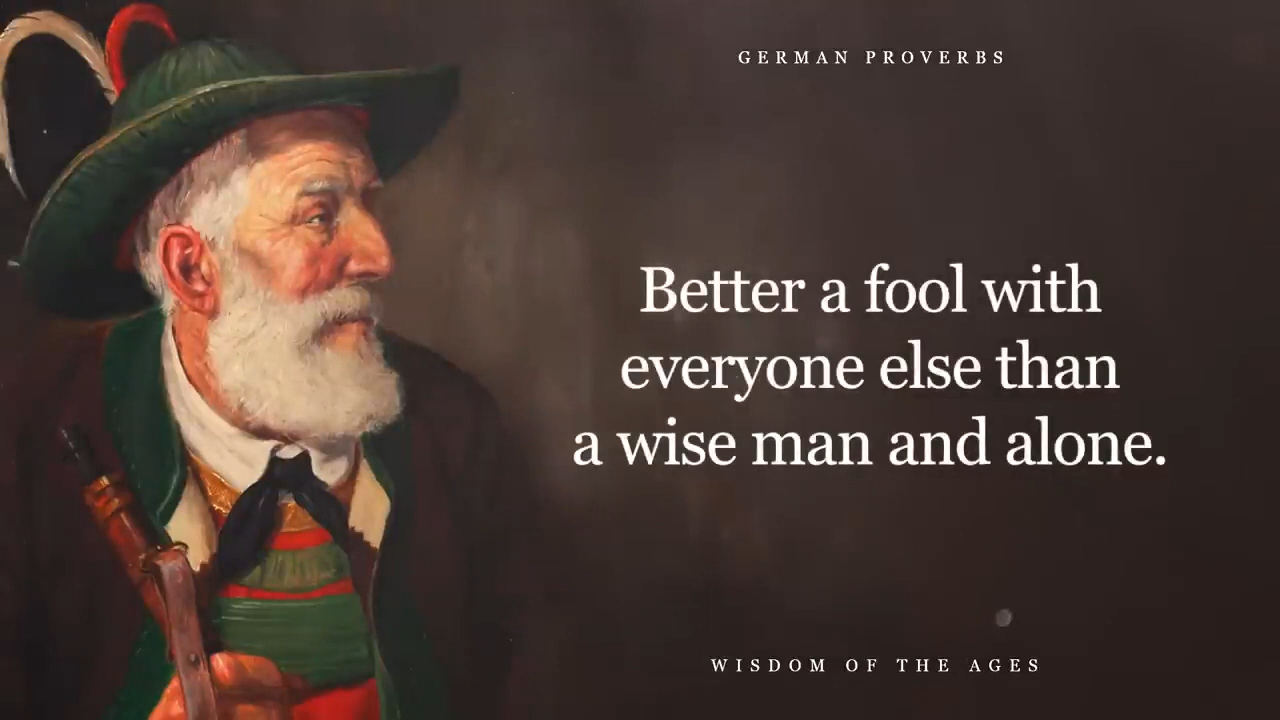 GERMAN PROVERBS
Better a fool with
everyone else than
a wise man and alone.
WISDOM OF THE AGES